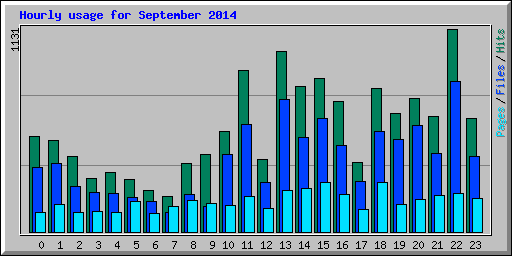 Hourly usage for September 2014
1131
Pages/Files/Hits
0 1 2 3 4 5 6 7 8 9 10 11 12 13 14 15 16 17 18 19 20 21 22 23